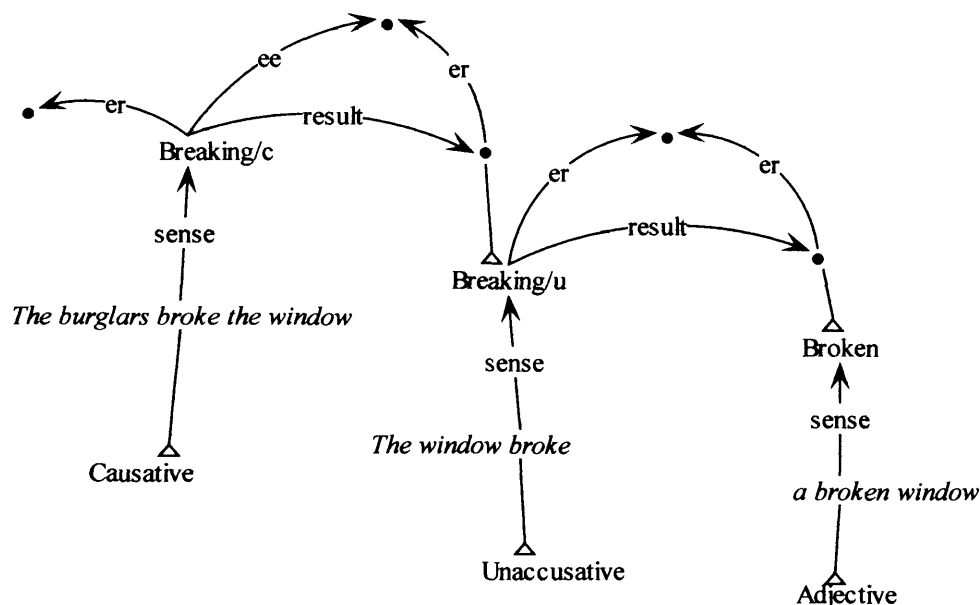 ee
er
er
result
Breaking/c
er
er
sense
result
Breaking/u
The burglars broke the window
Broken
sense
sense
The window broke
Causative
a broken window
Unaccusative
Adjective